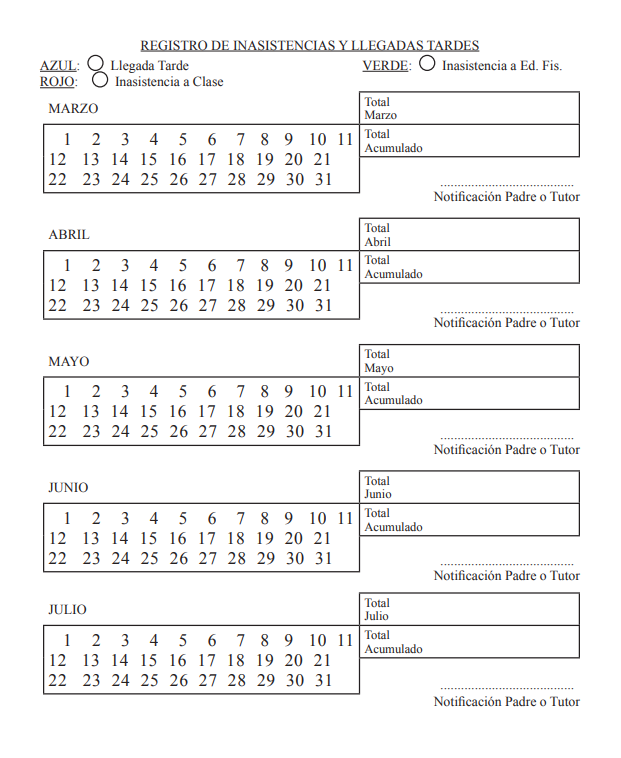 REGISTRO DE INASISTENCIAS Y LLEGADAS TARDES
AZUL: Llegada Tarde
VERDE: Inasistencia a Ed. Fis.
ROJO: Inasistencia a Clase
MARZO
Total
Marzo
1 2 3 4 5 6 7 8 9 10 11
12 13 14 15 16 17 18 19 20 21
22 23 24 25 26 27 28 29 30 31
Total
Acumulado
........................................
Notificación Padre o Tutor
ABRIL
Total
Abril
1 2 3 4 5 6 7 8 9 10 11
12 13 14 15 16 17 18 19 20 21
22 23 24 25 26 27 28 29 30 31
Total
Acumulado
........................................
Notificación Padre o Tutor
MAYO
Total
Mayo
1 2 3 4 5 6 7 8 9 10 11
12 13 14 15 16 17 18 19 20 21
22 23 24 25 26 27 28 29 30 31
Total
Acumulado
........................................
Notificación Padre o Tutor
JUNIO
Total
Junio
1 2 3 4 5 6 7 8 9 10 11
12 13 14 15 16 17 18 19 20 21
22 23 24 25 26 27 28 29 30 31
Total
Acumulado
........................................
Notificación Padre o Tutor
JULIO
Total
Julio
1 2 3 4 5 6 7 8 9 10 11
12 13 14 15 16 17 18 19 20 21
22 23 24 25 26 27 28 29 30 31
Total
Acumulado
........................................
Notificación Padre o Tutor